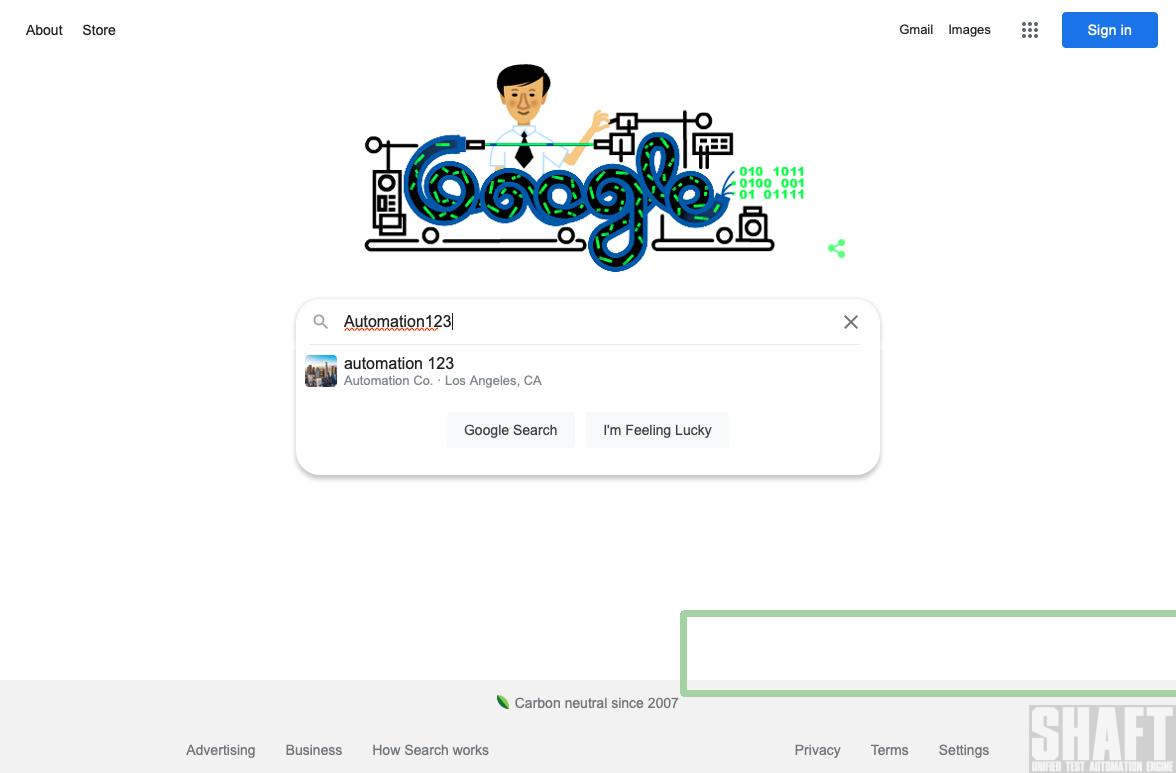 About Store
Gmail Images
Sign in
Google
010 1011
0100 001
01 01111
Automation123
automation 123
Automation Co. · Los Angeles, CA
Google Search
I'm Feeling Lucky
Carbon neutral since 2007
Advertising Business How Search works
Privacy Terms Settings
SHAFT
UNIFIED TEST AUTOMATION ENGINE